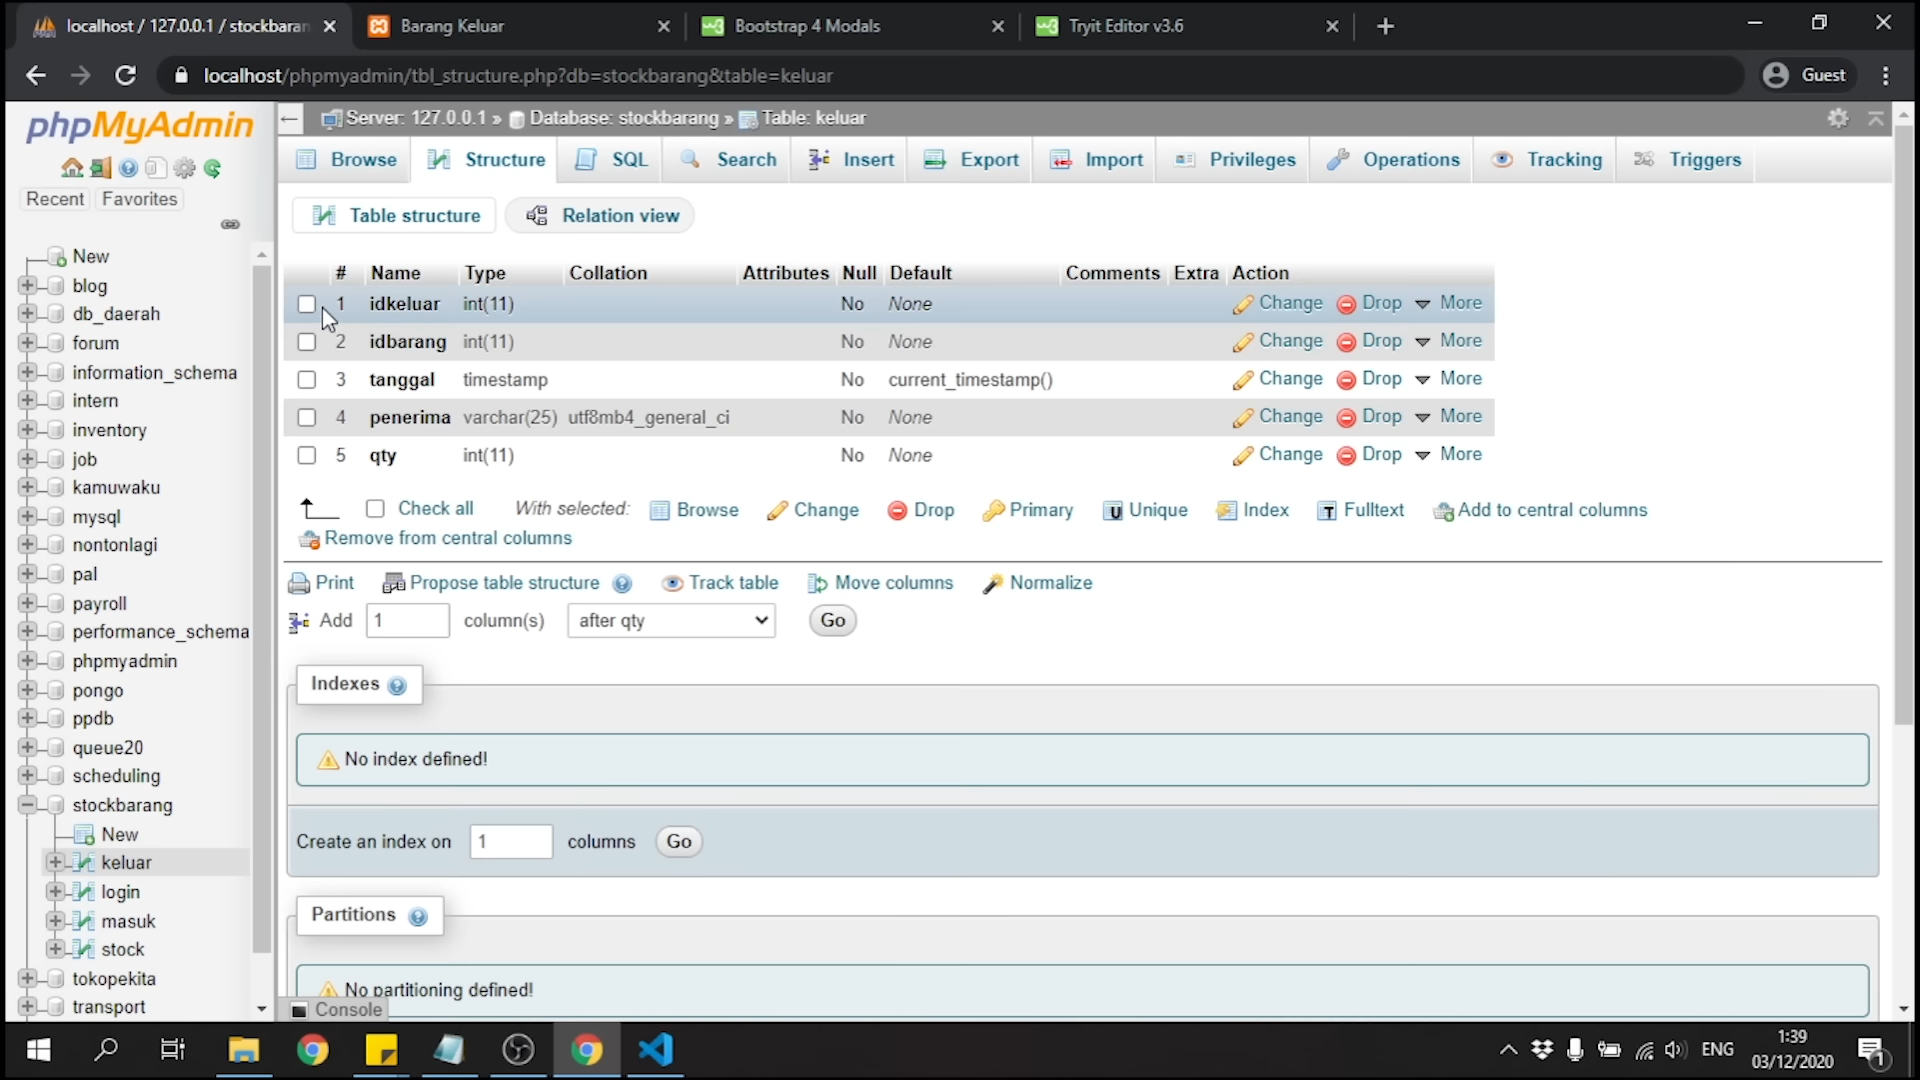 localhost / 127.0.0.1 / stockbaran
Barang Keluar
Bootstrap 4 Modals
Tryit Editor v3.6
localhost/phpmyadmin/tbl_structure.php?db=stockbarang&table=keluar
Guest
phpMyAdmin
Server: 127.0.0.1 » Database: stockbarang » Table: keluar
Browse Structure SQL Search Insert Export Import Privileges Operations Tracking Triggers
Recent Favorites
Table structure Relation view
New
blog
db_daerah
forum
information_schema
intern
inventory
job
kamuwaku
mysql
nontonlagi
pal
payroll
performance_schema
phpmyadmin
pongo
ppdb
queue20
scheduling
stockbarang
New
keluar
login
masuk
stock
tokopekita
transport
# Name Type Collation Attributes Null Default Comments Extra Action
1 idkeluar int(11) No None Change Drop More
2 idbarang int(11) No None Change Drop More
3 tanggal timestamp No current_timestamp() Change Drop More
4 penerima varchar(25) utf8mb4_general_ci No None Change Drop More
5 qty int(11) No None Change Drop More
Check all With selected: Browse Change Drop Primary Unique Index Fulltext Add to central columns
Remove from central columns
Print Propose table structure Track table Move columns Normalize
Add 1 column(s) after qty Go
Indexes
No index defined!
Create an index on 1 columns Go
Partitions
No partitioning defined!
Console
ENG
1:39
03/12/2020
1